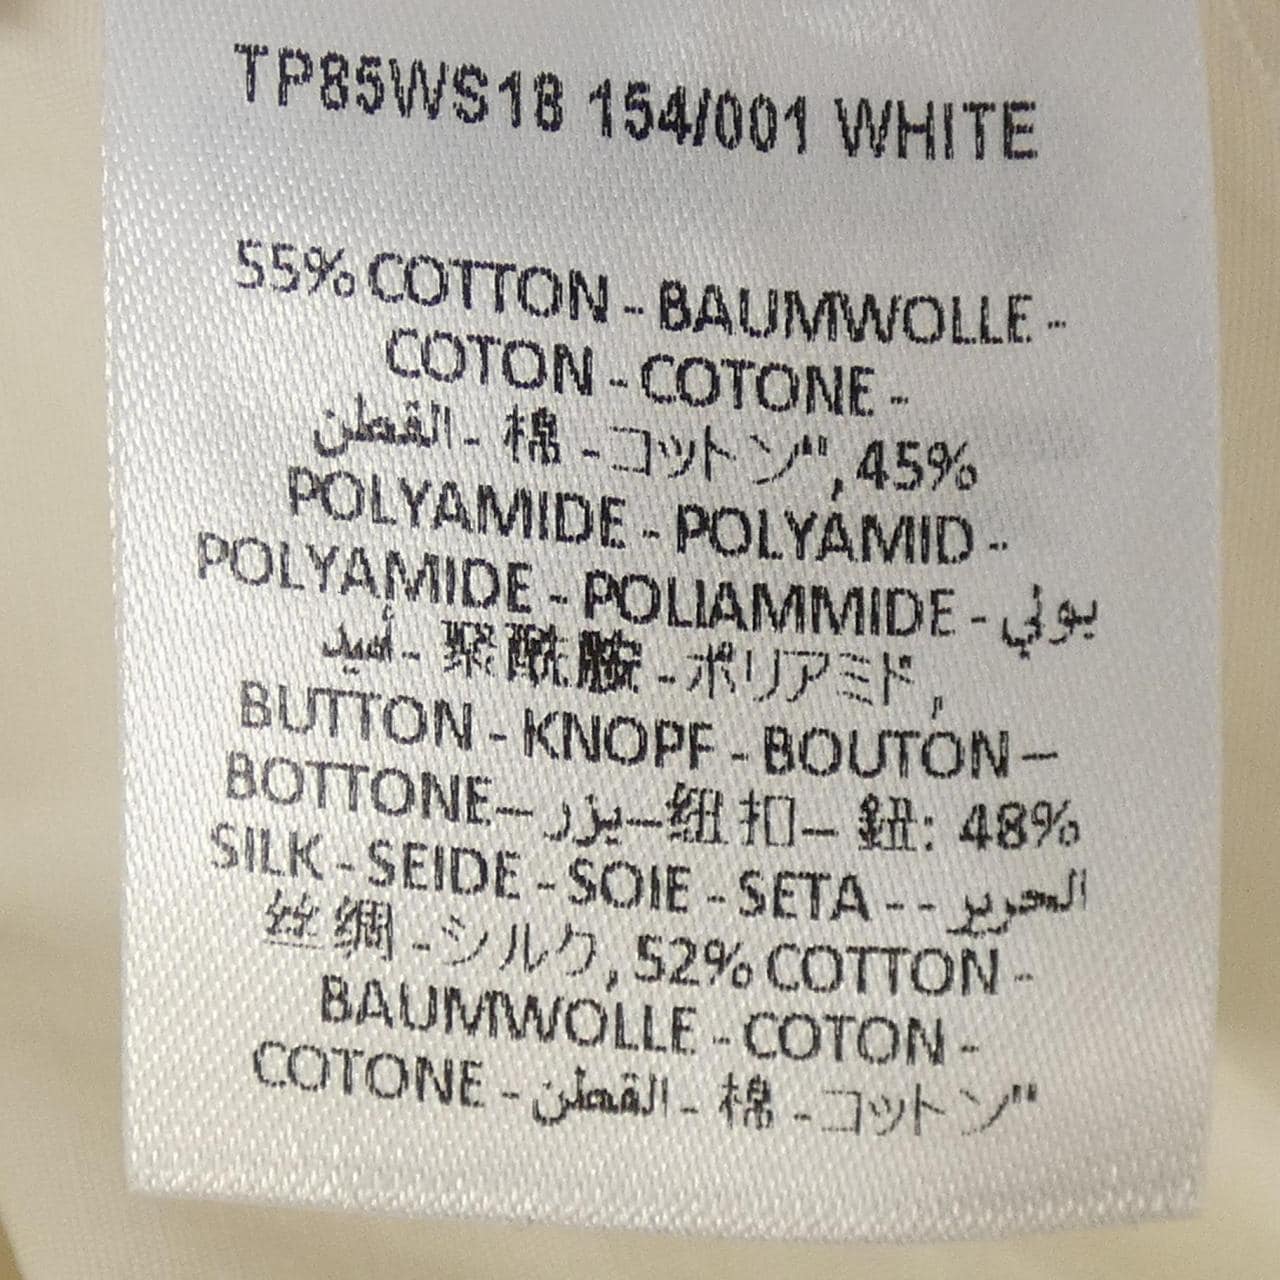 TP85WS18 154/001 WHITE
55% COTTON - BAUMWOLLE -
COTON - COTONE -
القطن - 棉 - コットン", 45%
POLYAMIDE - POLYAMID -
POLYAMIDE - POLIAMMIDE - بولي
أميد - 聚酰胺 - ポリアミド,
BUTTON - KNOPF - BOUTON –
BOTTONE– يزر – 纽扣– 鈕: 48%
SILK - SEIDE - SOIE - SETA - - الحرير
丝绸 - シルク, 52% COTTON -
BAUMWOLLE - COTON -
COTONE - القطن - 棉 - コットン"